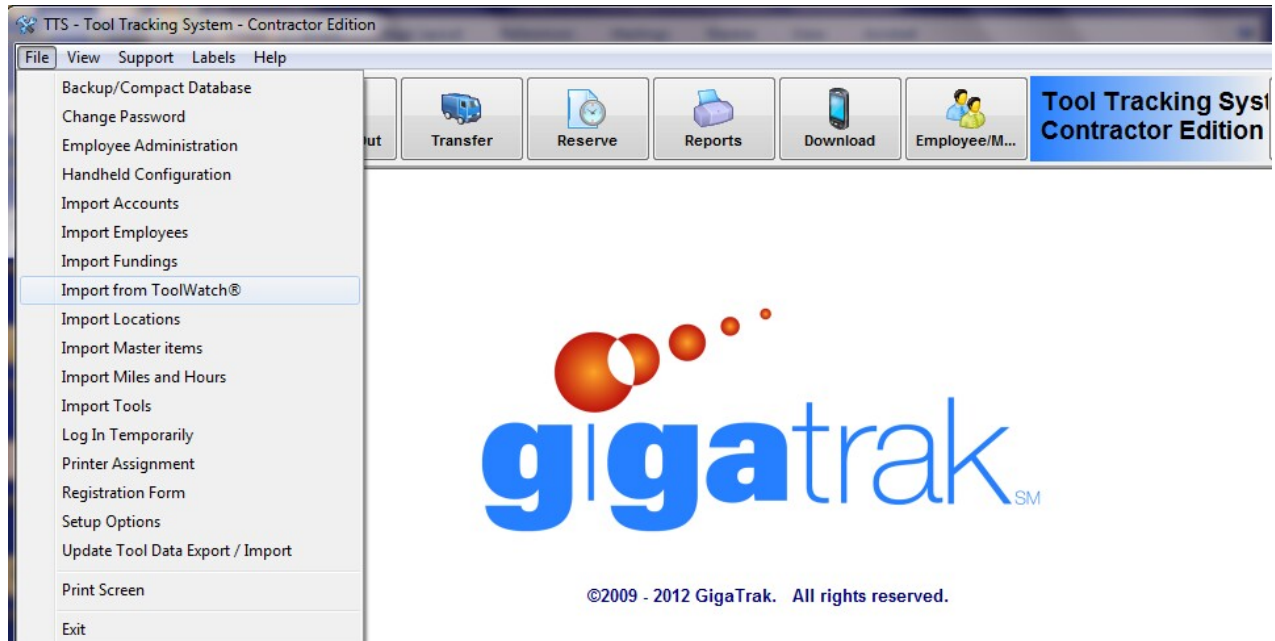 TTS - Tool Tracking System - Contractor Edition
File View Support Labels Help
Backup/Compact Database
Change Password
Employee Administration
Handheld Configuration
Import Accounts
Import Employees
Import Fundings
Import from ToolWatch®
Import Locations
Import Master items
Import Miles and Hours
Import Tools
Log In Temporarily
Printer Assignment
Registration Form
Setup Options
Update Tool Data Export / Import
Print Screen
Exit
ut Transfer Reserve Reports Download Employee/M...
Tool Tracking Syst
Contractor Edition
gigatrak SM
©2009 - 2012 GigaTrak. All rights reserved.